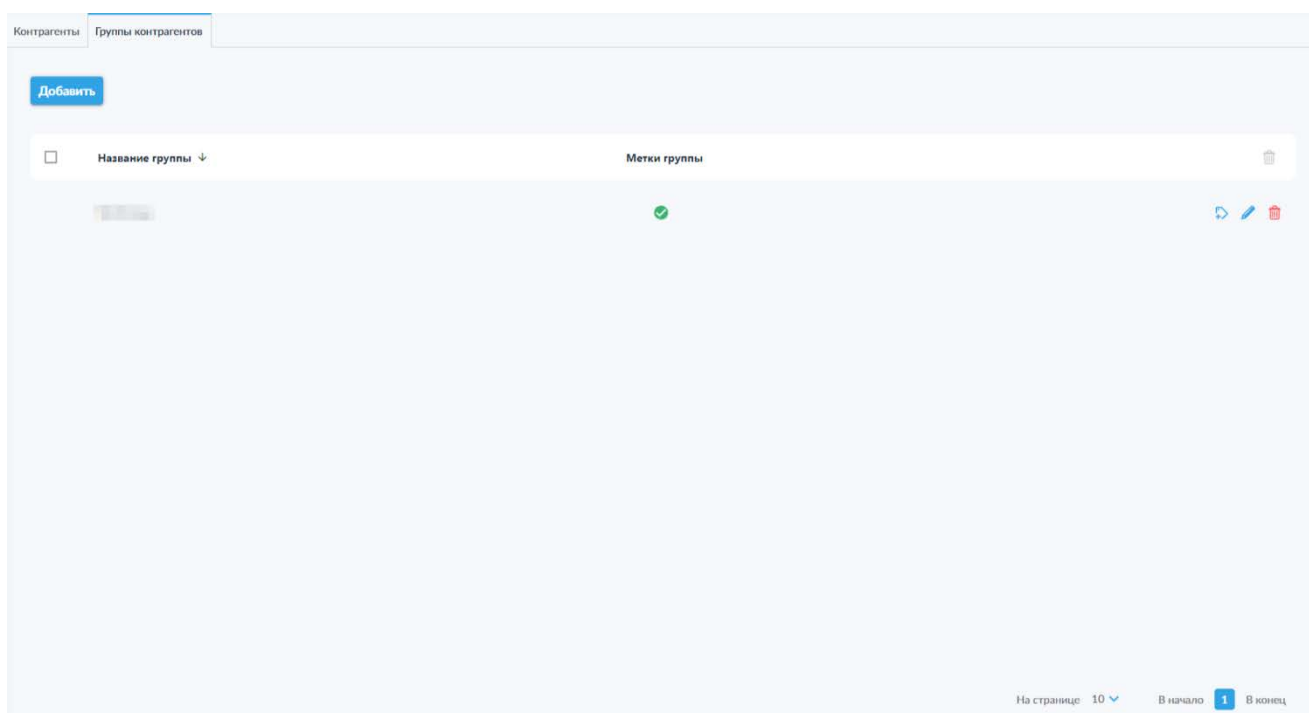 Контрагенты Группы контрагентов
Добавить
Название группы Метки группы
На странице 10 В начало 1 В конец